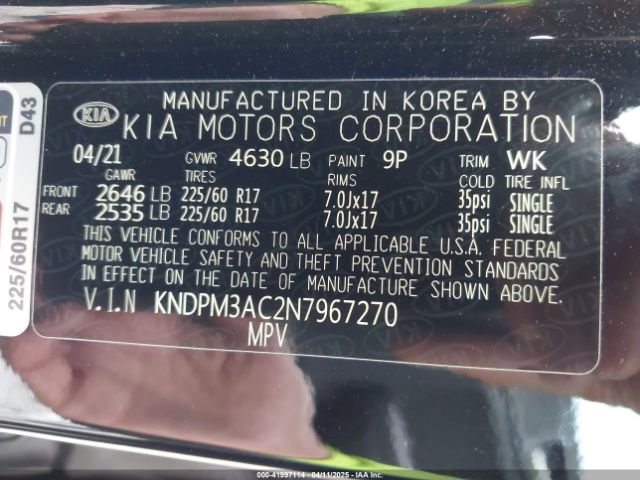 MANUFACTURED IN KOREA BY
KIA KIA MOTORS CORPORATION
04/21 GVWR 4630 LB PAINT 9P TRIM WK
GAWR TIRES RIMS COLD TIRE INFL
FRONT 2646 LB 225/60 R17 7.0Jx17 35psi SINGLE
REAR 2535 LB 225/60 R17 7.0Jx17 35psi SINGLE
THIS VEHICLE CONFORMS TO ALL APPLICABLE U.S.A. FEDERAL
MOTOR VEHICLE SAFETY AND THEFT PREVENTION STANDARDS
IN EFFECT ON THE DATE OF MANUFACTURE SHOWN ABOVE.
V.I.N KNDPM3AC2N7967270
MPV
D43
225/60R17
© 41997114 - 04/11/2025 - IAAI.COM